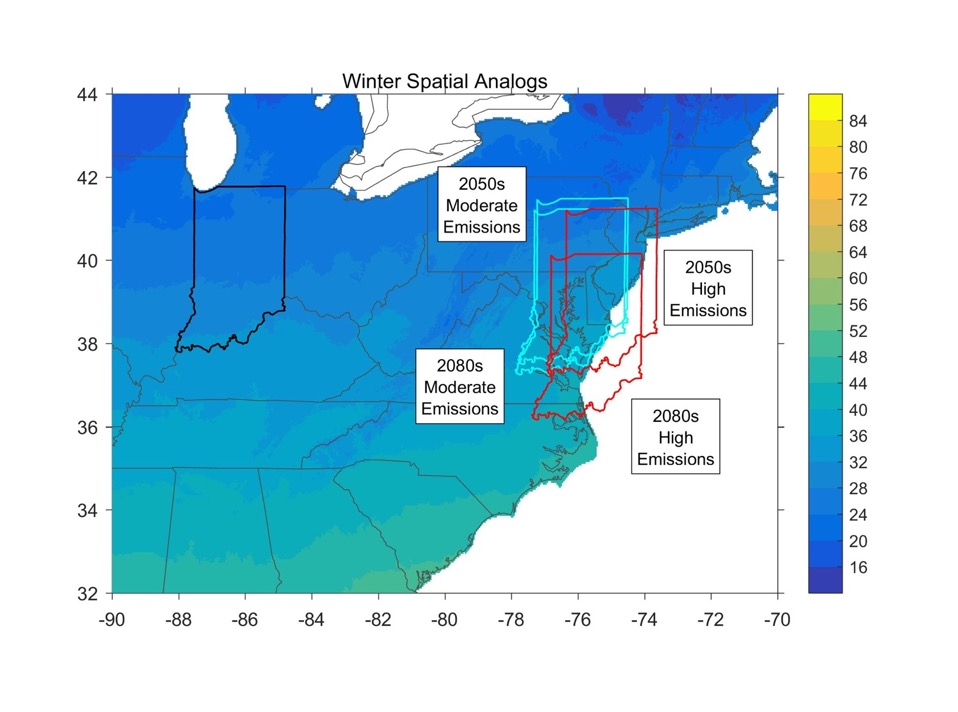 Winter Spatial Analogs
44
42
40
38
36
34
32
-90
-88
-86
-84
-82
-80
-78
-76
-74
-72
-70
2050s
Moderate
Emissions
2050s
High
Emissions
2080s
Moderate
Emissions
2080s
High
Emissions
84
80
76
72
68
64
60
56
52
48
44
40
36
32
28
24
20
16